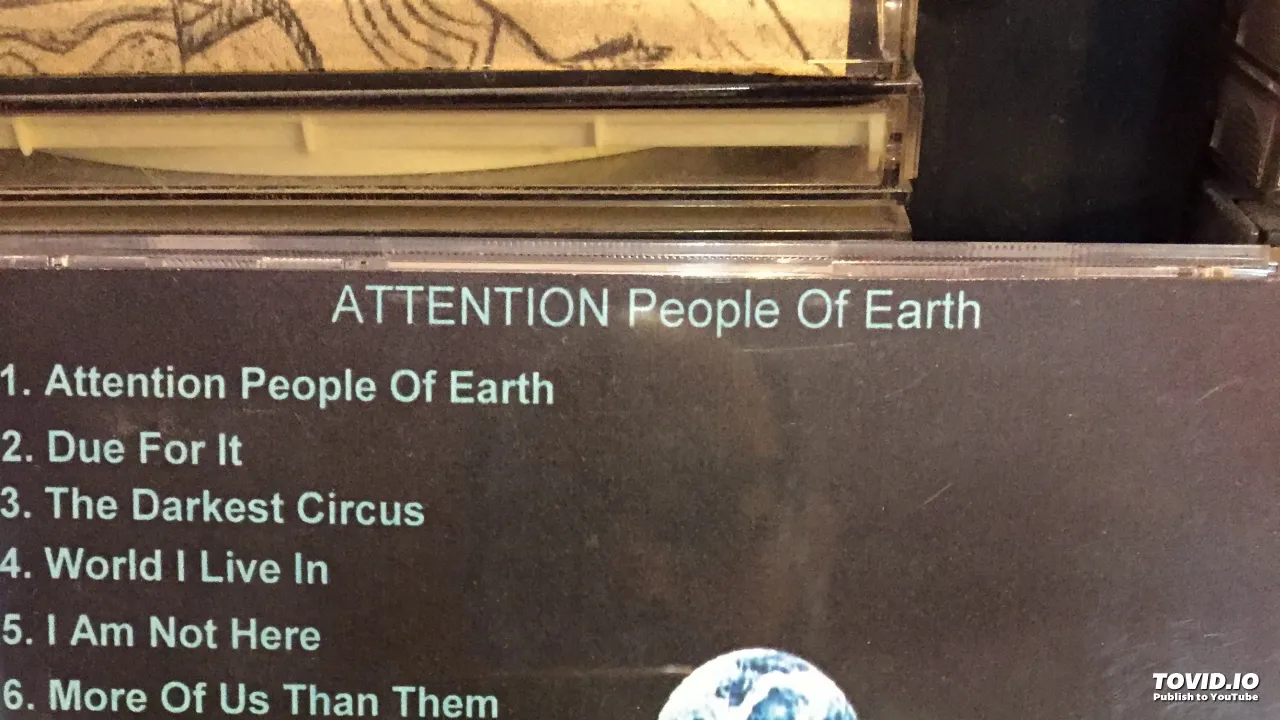 ATTENTION People Of Earth
1. Attention People Of Earth
2. Due For It
3. The Darkest Circus
4. World I Live In
5. I Am Not Here
6. More Of Us Than Them
TOVID.IO
Publish to YouTube